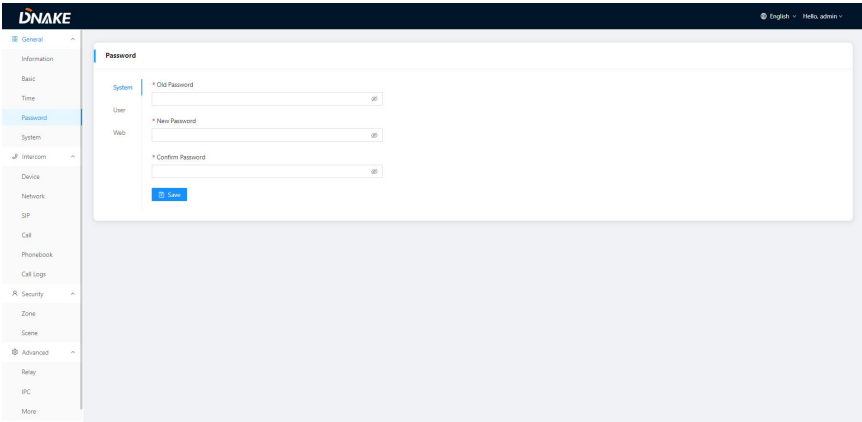 DNAKE
English
Hello, admin
General
Information
Basic
Time
Password
System
Intercom
Device
Network
SIP
Call
Phonebook
Call Logs
Security
Zone
Scene
Advanced
Relay
IPC
More
Password
System
User
Web
* Old Password
* New Password
* Confirm Password
Save